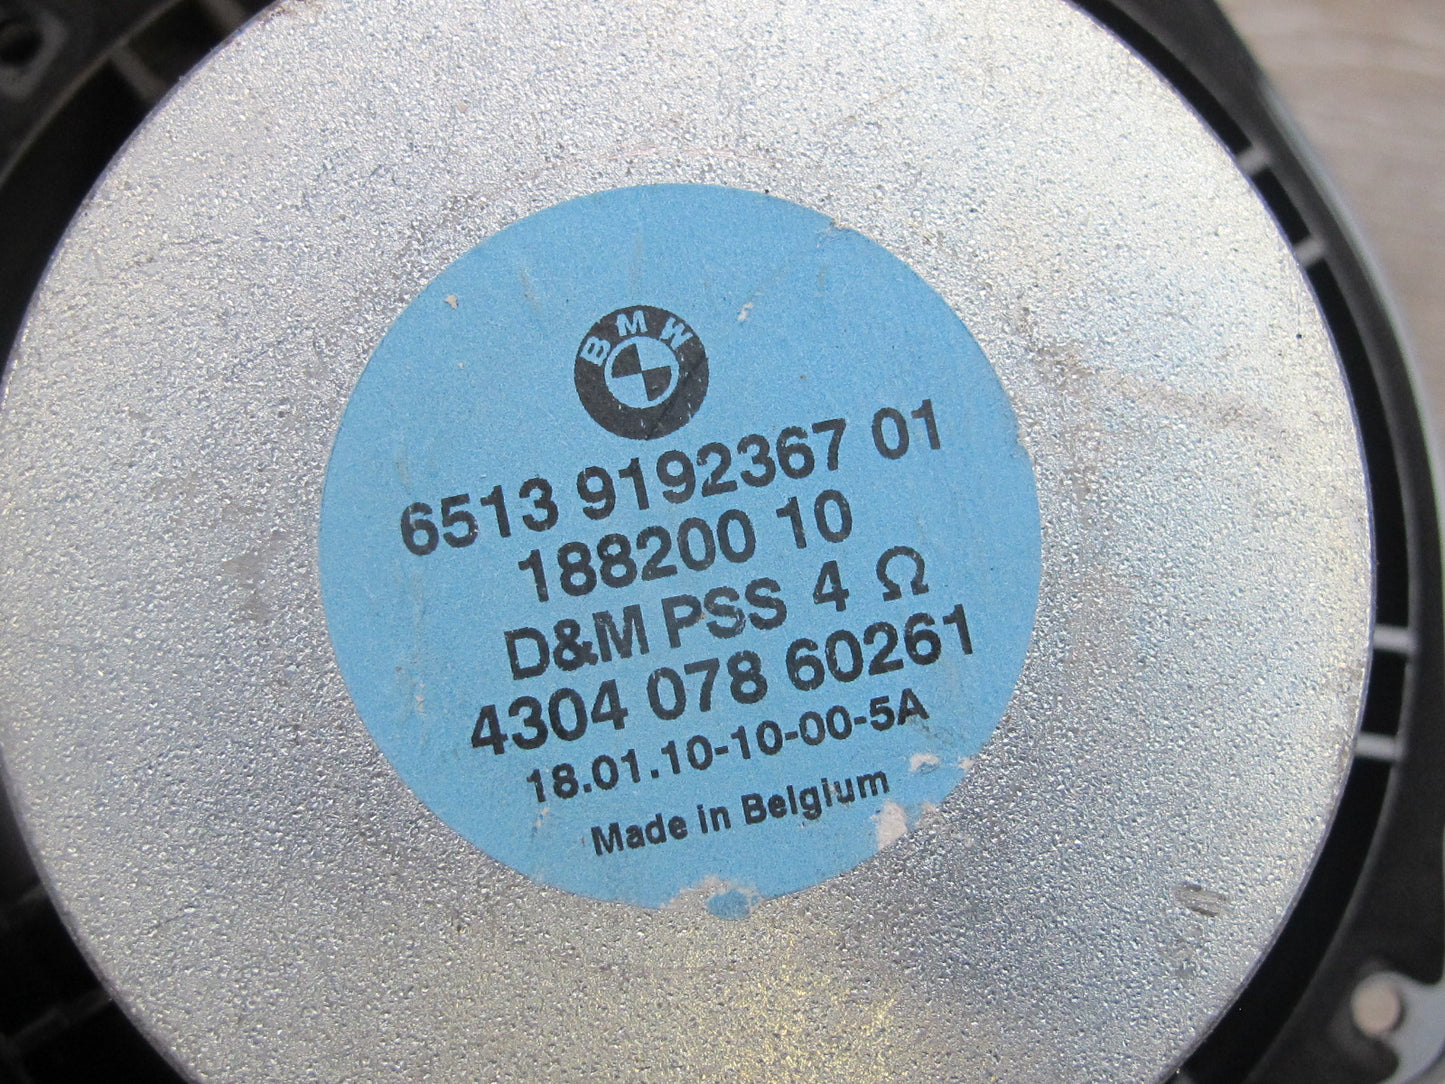 BMW
6513 9192367 01
188200 10
D&M PSS 4 Ω
4304 078 60261
18.01.10-10-00-5A
Made in Belgium